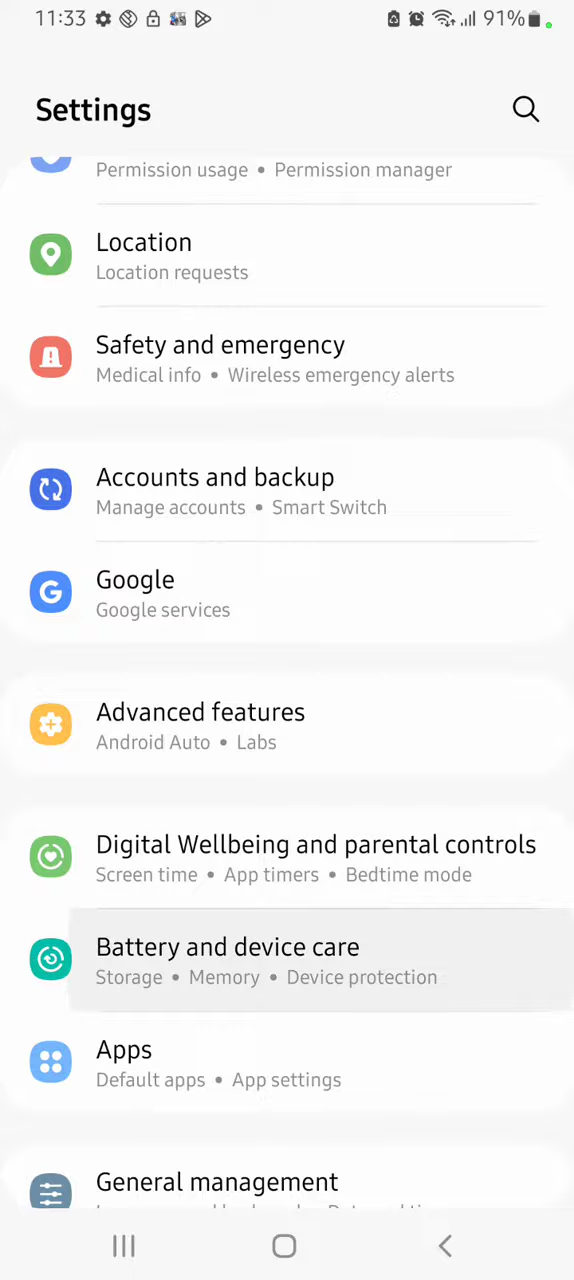 11:33 91%
Settings
Permission usage • Permission manager
Location
Location requests
Safety and emergency
Medical info • Wireless emergency alerts
Accounts and backup
Manage accounts • Smart Switch
Google
Google services
Advanced features
Android Auto • Labs
Digital Wellbeing and parental controls
Screen time • App timers • Bedtime mode
Battery and device care
Storage • Memory • Device protection
Apps
Default apps • App settings
General management